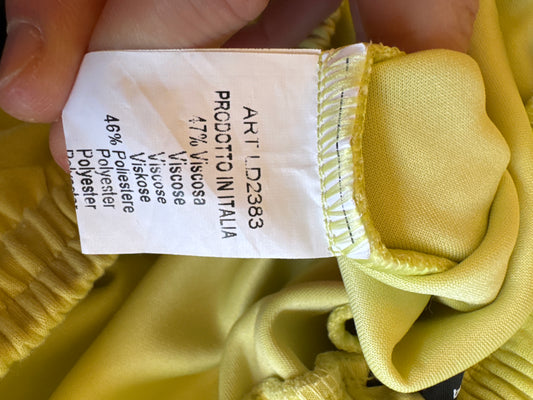 ART LD2383
PRODOTTO IN ITALIA
47% Viscosa
Viscose
Viscose
Viskose
46% Poliestere
Polyester
Polyester